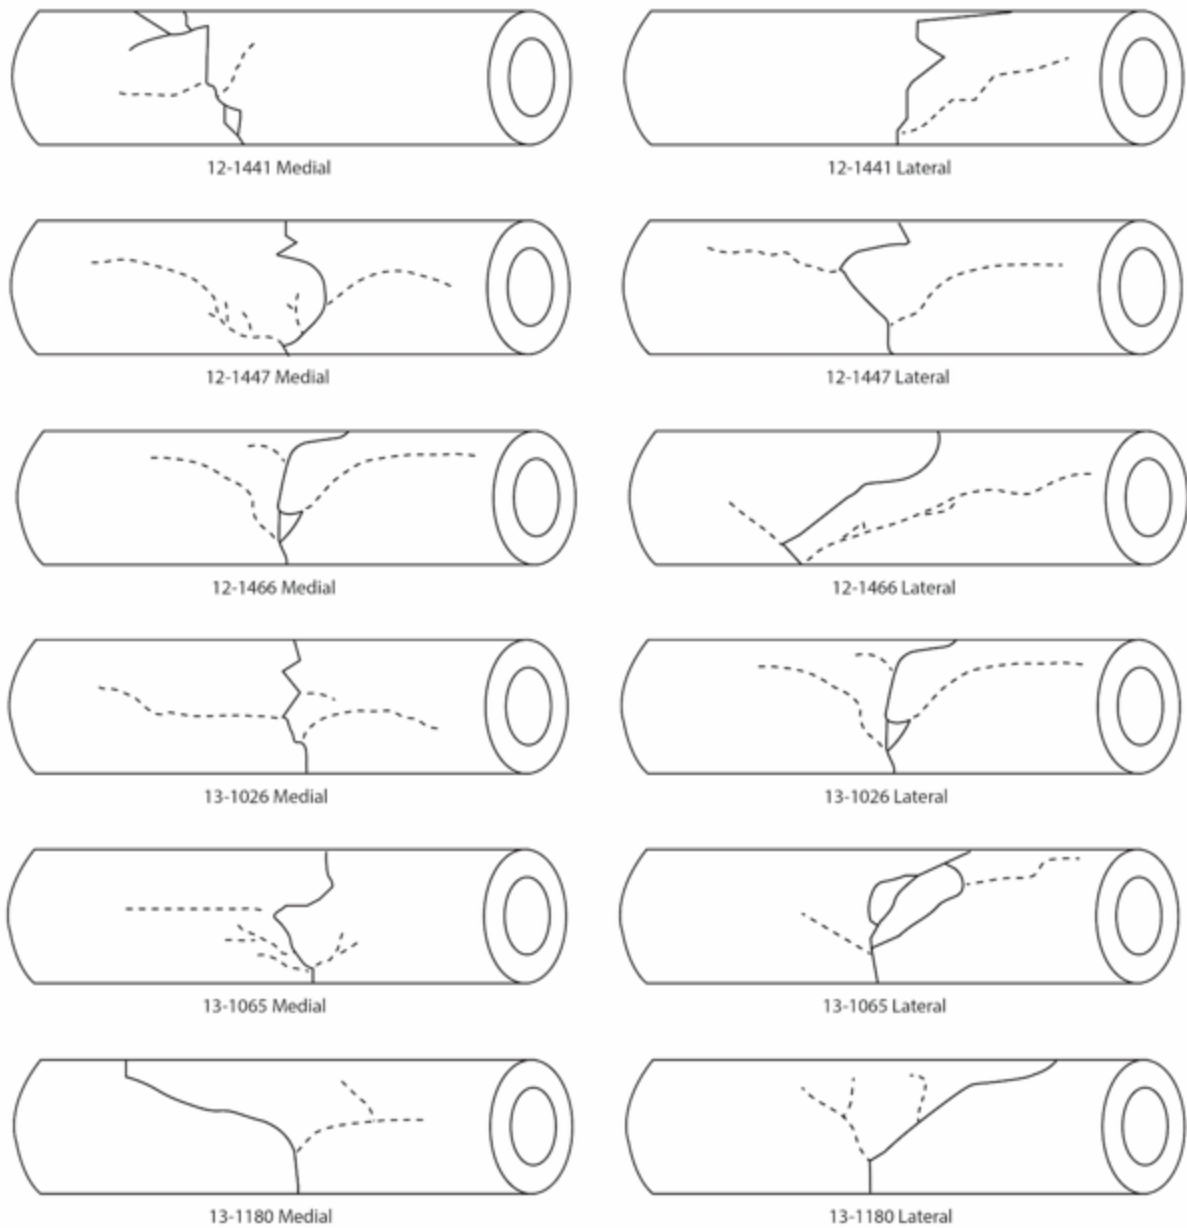 12-1441 Medial
12-1441 Lateral
12-1447 Medial
12-1447 Lateral
12-1466 Medial
12-1466 Lateral
13-1026 Medial
13-1026 Lateral
13-1065 Medial
13-1065 Lateral
13-1180 Medial
13-1180 Lateral